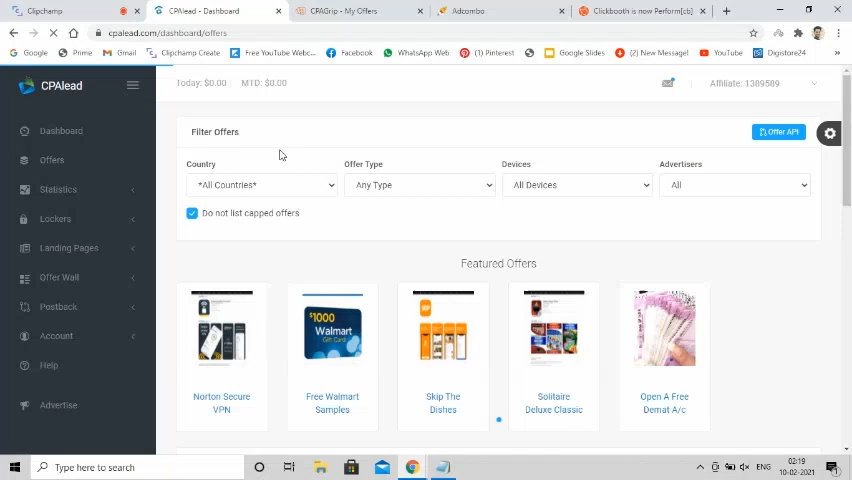 Clipchamp
CPAlead - Dashboard
CPAGrip - My Offers
Adcombo
Clickbooth is now Perform[cb]
cpalead.com/dashboard/offers
Google
Prime
Gmail
Clipchamp Create
Free YouTube Webc...
Facebook
WhatsApp Web
(1) Pinterest
Google Slides
(2) New Message!
YouTube
Digistore24
CPAlead
Today: $0.00
MTD: $0.00
Affiliate: 1389589
Dashboard
Offers
Statistics
Lockers
Landing Pages
Offer Wall
Postback
Account
Help
Advertise
Filter Offers
Offer API
Country
Offer Type
Devices
Advertisers
*All Countries*
Any Type
All Devices
All
Do not list capped offers
Featured Offers
$1000
Walmart
Gift Card
Norton Secure
VPN
Free Walmart
Samples
Skip The
Dishes
Solitaire
Deluxe Classic
Open A Free
Demat A/c
Type here to search
ENG
02:19
10-02-2021